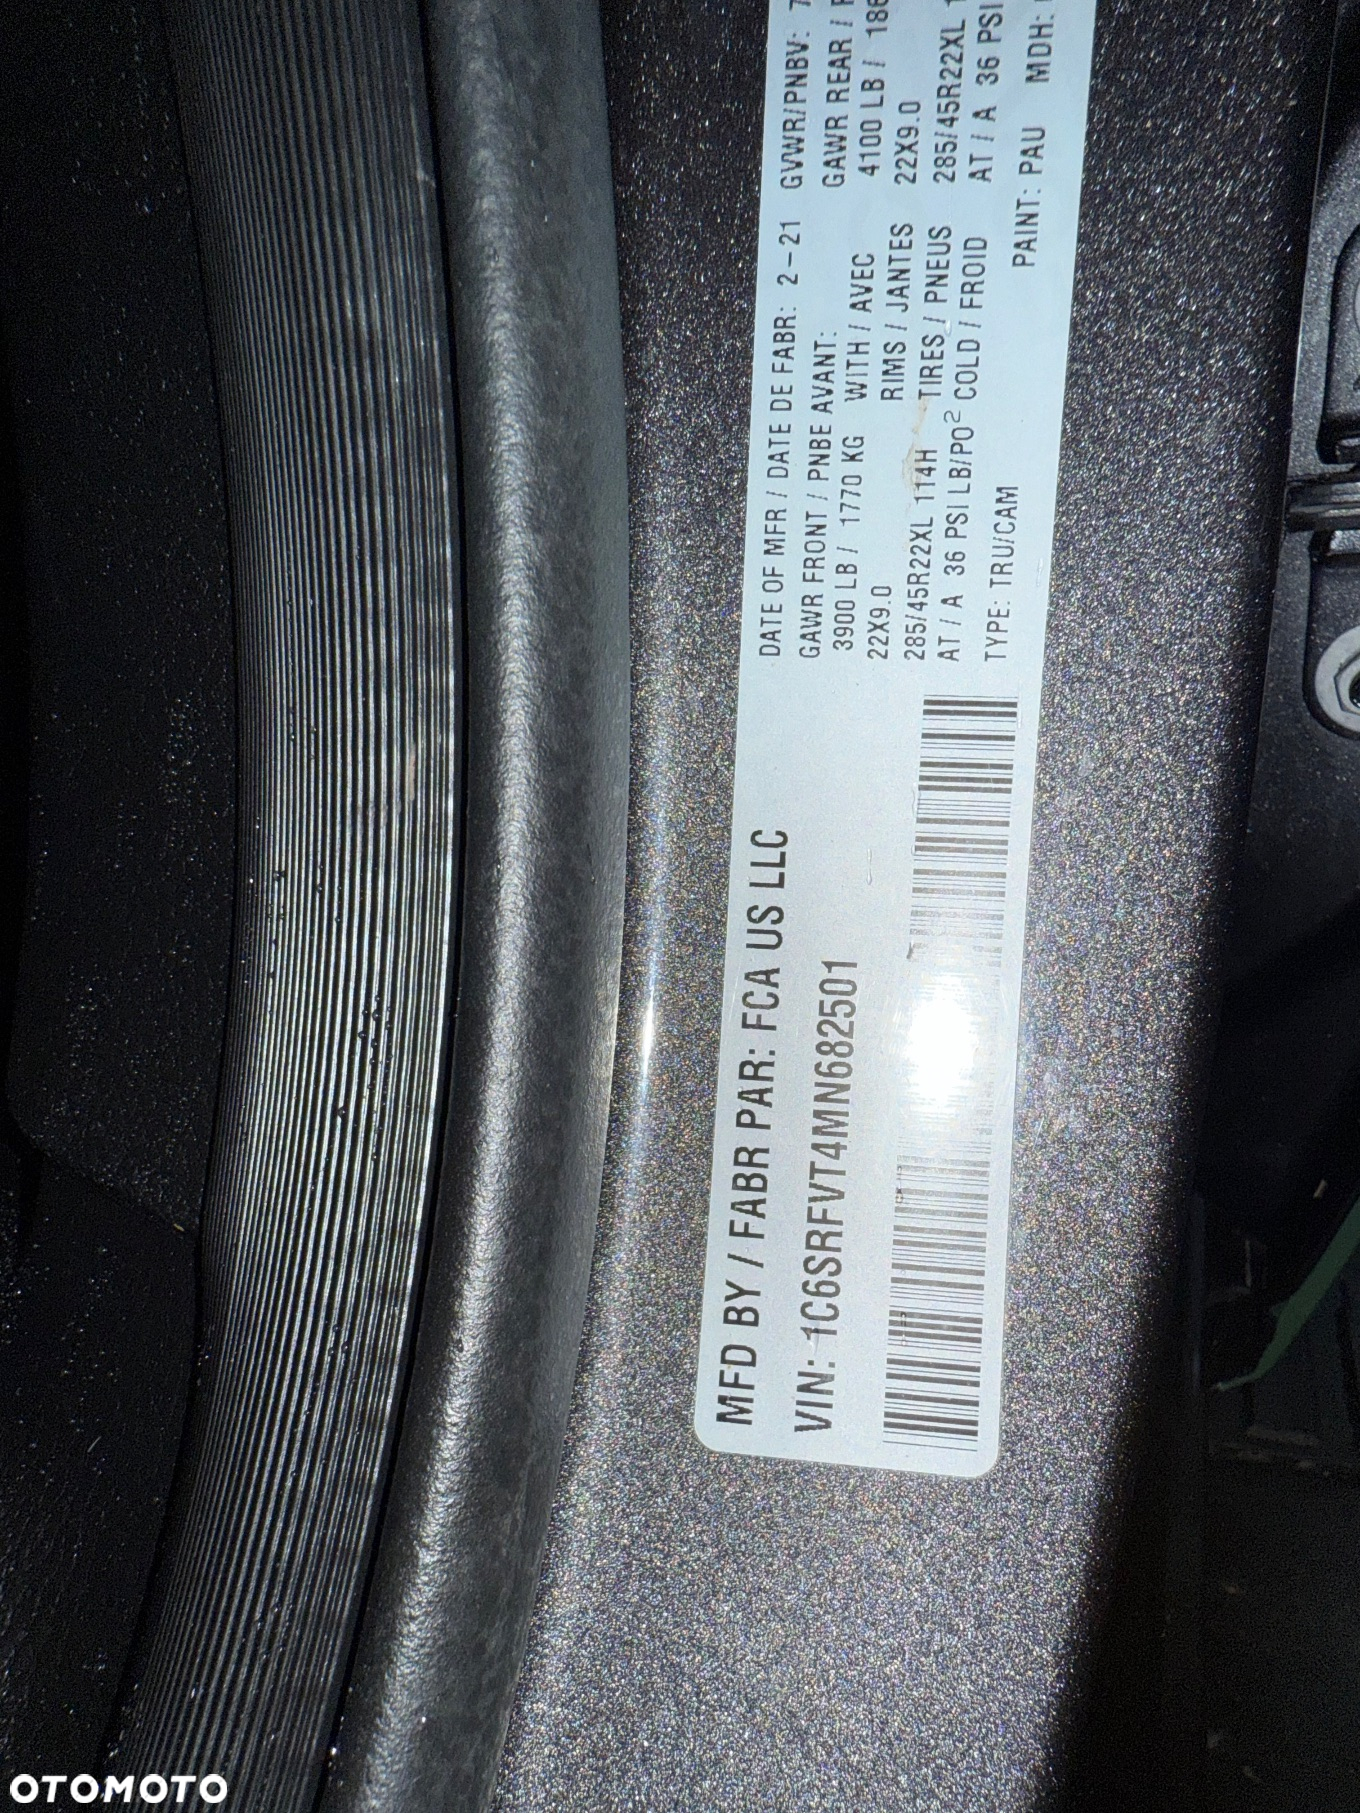 MFD BY / FABR PAR: FCA US LLC
VIN: 1C6SRFVT4MN682501
DATE OF MFR / DATE DE FABR: 2-21 GVWR/PNBV: 7
GAWR FRONT / PNBE AVANT: GAWR REAR /
3900 LB / 1770 KG WITH / AVEC 4100 LB / 186
22X9.0 RIMS / JANTES 22X9.0
285/45R22XL 114H TIRES / PNEUS 285/45R22XL 1
AT / A 36 PSI LB/PO² COLD / FROID AT / A 36 PSI
TYPE: TRU/CAM PAINT: PAU MDH:
OTOMOTO